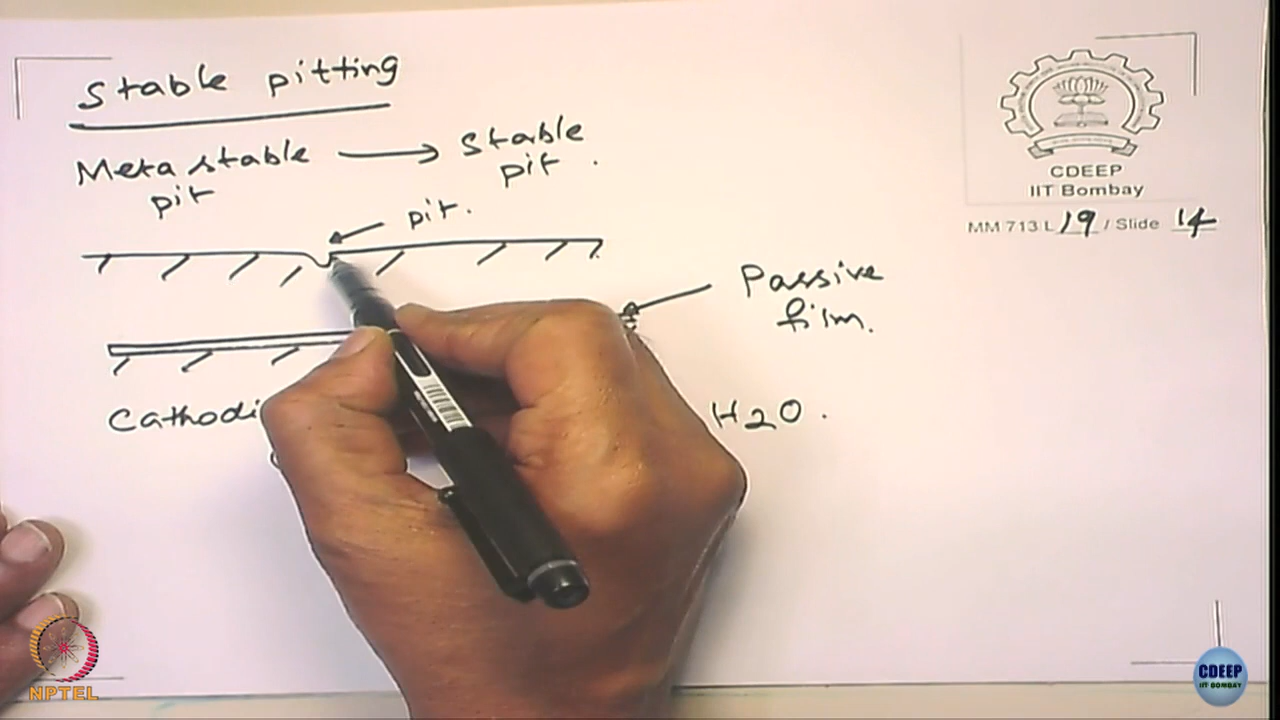 Stable pitting
Meta stable → Stable
pit pit.
pit.
Passive
film.
Cathodi
H2O.
CDEEP
IIT Bombay
MM 713 L 19 / Slide 14
NPTEL
CDEEP
IIT BOMBAY